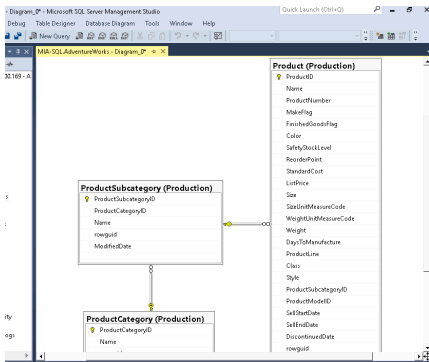 - Diagram_0* - Microsoft SQL Server Management Studio
Quick Launch (Ctrl+Q)
Debug Table Designer Database Diagram Tools Window Help
New Query
MIA-SQL.AdventureWorks - Diagram_0*
00.169 - A
Product (Production)
ProductID
Name
ProductNumber
MakeFlag
FinishedGoodsFlag
Color
SafetyStockLevel
ReorderPoint
StandardCost
ListPrice
Size
SizeUnitMeasureCode
WeightUnitMeasureCode
Weight
DaysToManufacture
ProductLine
Class
Style
ProductSubcategoryID
ProductModelID
SellStartDate
SellEndDate
DiscontinuedDate
rowguid
ProductSubcategory (Production)
ProductSubcategoryID
ProductCategoryID
Name
rowguid
ModifiedDate
ProductCategory (Production)
ProductCategoryID
Name
s
r
ity
ogs